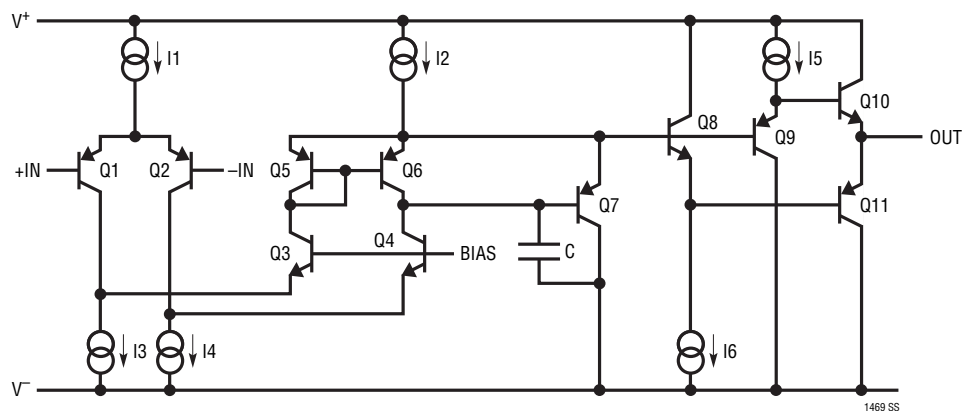 V+
I1
I2
I5
Q10
Q8
Q9
OUT
+IN
Q1
Q2
–IN
Q5
Q6
Q7
Q11
Q3
Q4
BIAS
C
I3
I4
I6
V–
1469 SS